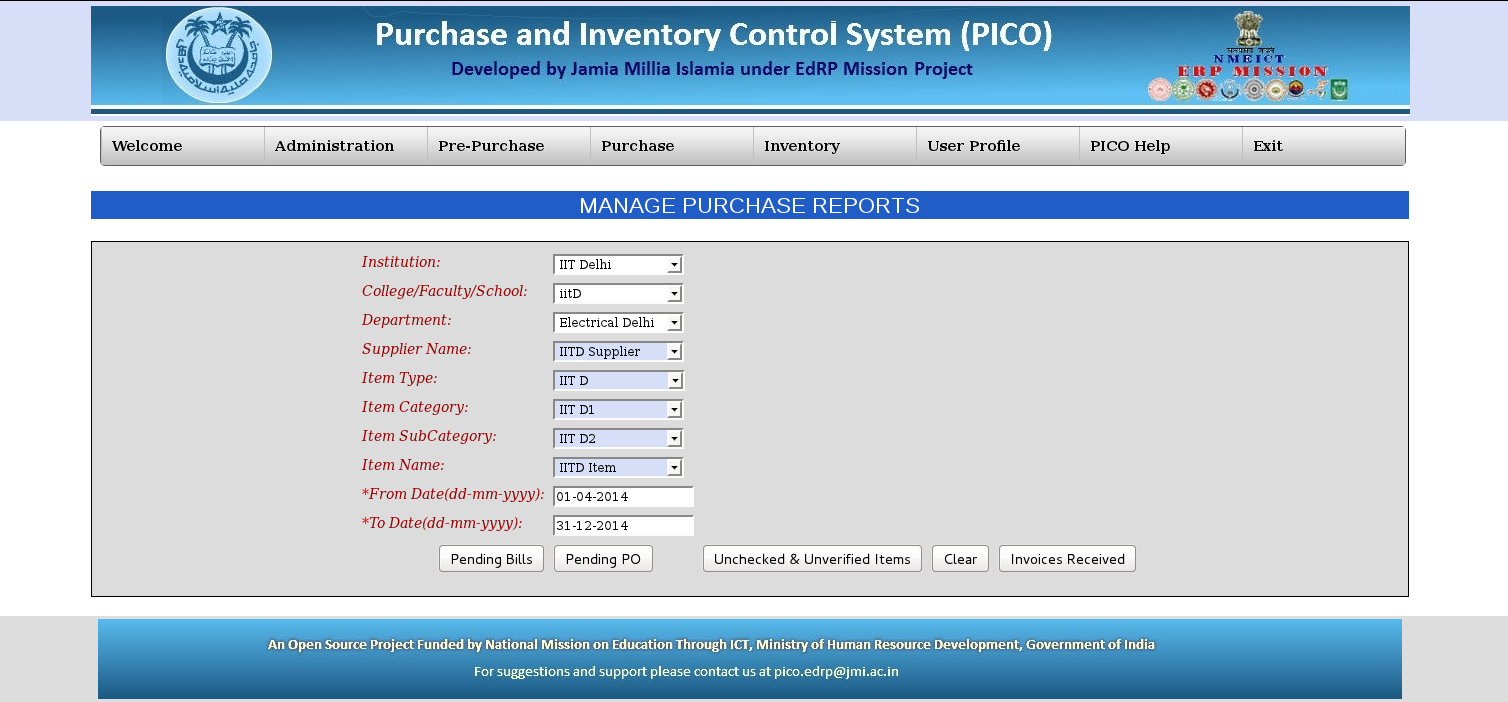 Purchase and Inventory Control System (PICO)
Developed by Jamia Millia Islamia under EdRP Mission Project
NMEICT
ERP MISSION
Welcome Administration Pre-Purchase Purchase Inventory User Profile PICO Help Exit
MANAGE PURCHASE REPORTS
Institution: IIT Delhi
College/Faculty/School: iitD
Department: Electrical Delhi
Supplier Name: IITD Supplier
Item Type: IIT D
Item Category: IIT D1
Item SubCategory: IIT D2
Item Name: IITD Item
*From Date(dd-mm-yyyy): 01-04-2014
*To Date(dd-mm-yyyy): 31-12-2014
Pending Bills Pending PO Unchecked & Unverified Items Clear Invoices Received
An Open Source Project Funded by National Mission on Education Through ICT, Ministry of Human Resource Development, Government of India
For suggestions and support please contact us at pico.edrp@jmi.ac.in